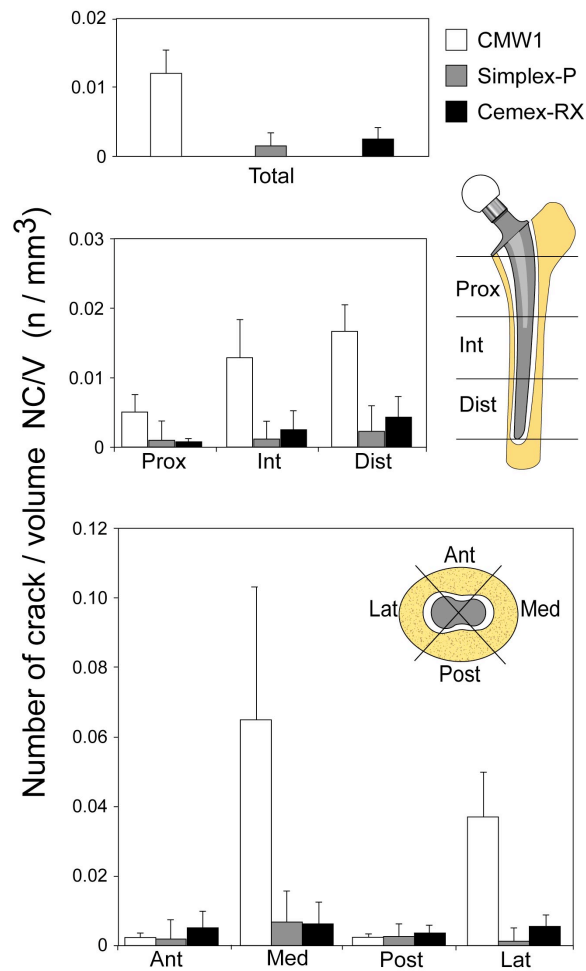 0.02
0.01
0
Total
CMW1
Simplex-P
Cemex-RX
Number of crack / volume NC/V (n / mm³)
0.03
0.02
0.01
0
Prox Int Dist
Prox
Int
Dist
0.12
0.10
0.08
0.06
0.04
0.02
0
Ant
Lat Med
Post
Ant Med Post Lat